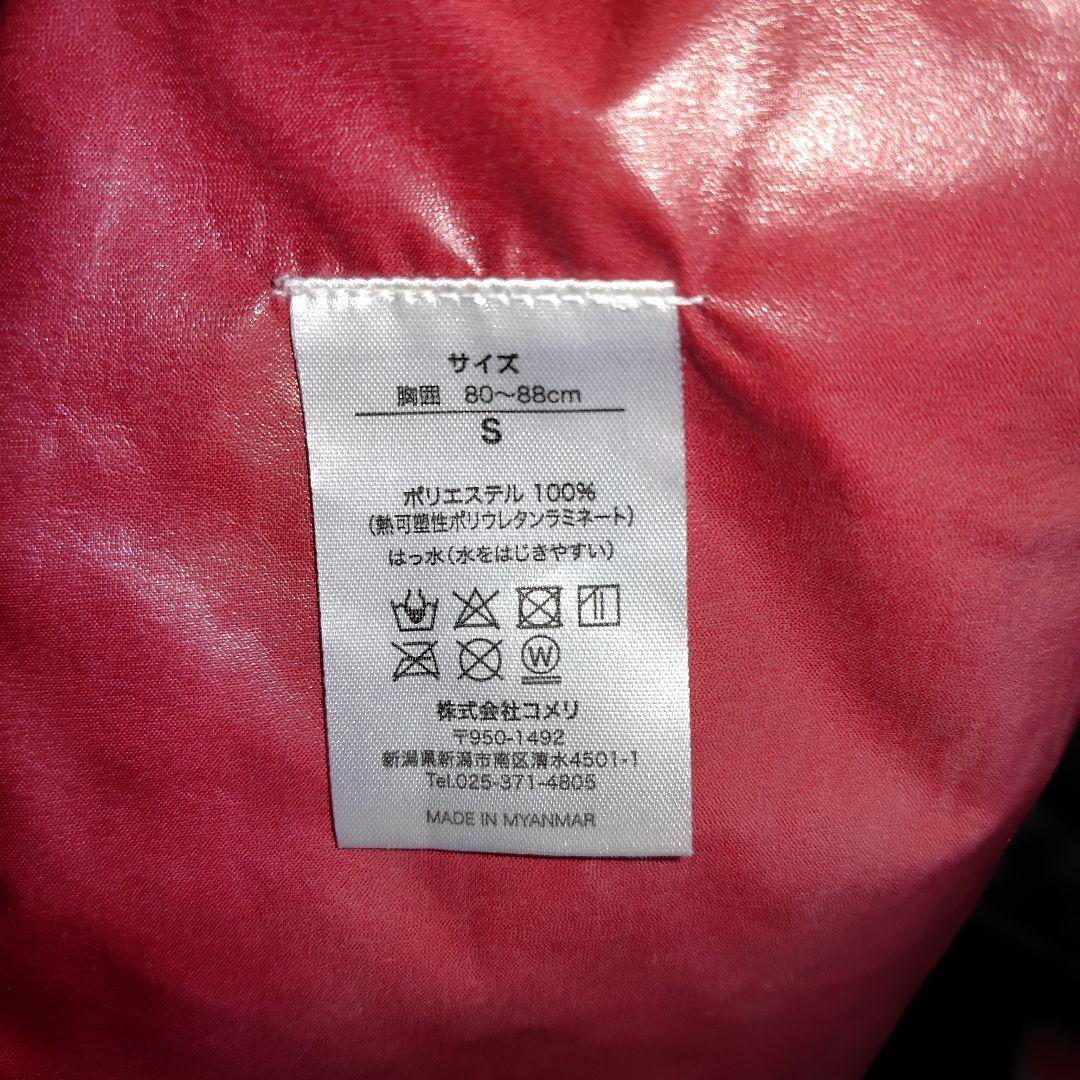 サイズ
胸囲 80～88cm
S
ポリエステル 100%
(熱可塑性ポリウレタンラミネート)
はっ水(水をはじきやすい)
W
株式会社コメリ
〒950-1492
新潟県新潟市南区清水4501-1
Tel.025-371-4805
MADE IN MYANMAR